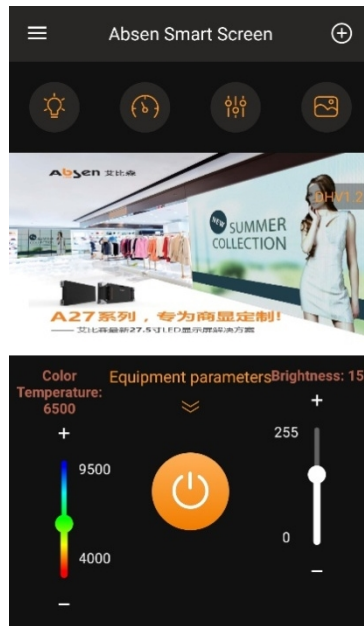 Absen Smart Screen
Absen 艾比森
BHV1.2
NEW SUMMER
COLLECTION
A27系列，专为商显定制!
—— 艾比森最新27.5寸LED显示屏解决方案
Color Temperature: 6500
Equipment parameters
Brightness: 15
+
+
9500
255
4000
0
−
−